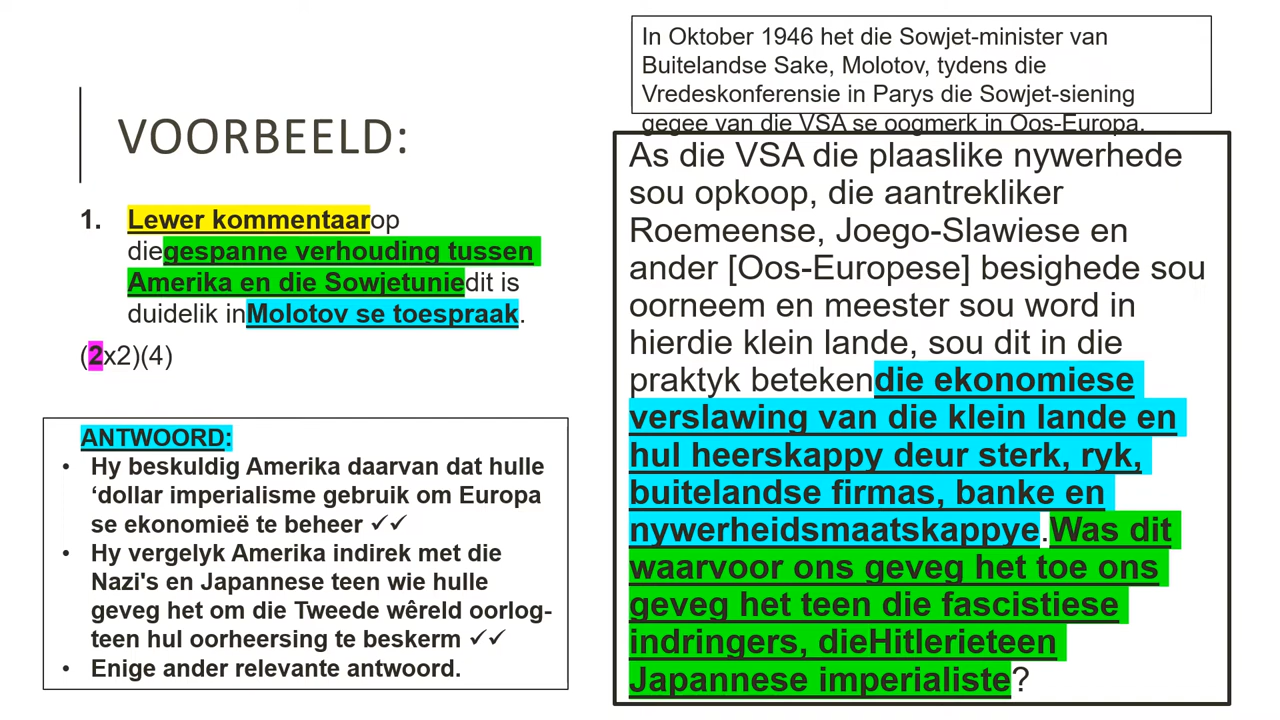 VOORBEELD:
1. Lewer kommentaarop
diegespanne verhouding tussen
Amerika en die Sowjetuniedit is
duidelik inMolotov se toespraak.
(2x2)(4)
ANTWOORD:
• Hy beskuldig Amerika daarvan dat hulle
‘dollar imperialisme gebruik om Europa
se ekonomieë te beheer ✓✓
• Hy vergelyk Amerika indirek met die
Nazi's en Japannese teen wie hulle
geveg het om die Tweede wêreld oorlog-
teen hul oorheersing te beskerm ✓✓
• Enige ander relevante antwoord.
In Oktober 1946 het die Sowjet-minister van
Buitelandse Sake, Molotov, tydens die
Vredeskonferensie in Parys die Sowjet-siening
gegee van die VSA se oogmerk in Oos-Europa.
As die VSA die plaaslike nywerhede
sou opkoop, die aantrekliker
Roemeense, Joego-Slawiese en
ander [Oos-Europese] besighede sou
oorneem en meester sou word in
hierdie klein lande, sou dit in die
praktyk betekendie ekonomiese
verslawing van die klein lande en
hul heerskappy deur sterk, ryk,
buitelandse firmas, banke en
nywerheidsmaatskappye.Was dit
waarvoor ons geveg het toe ons
geveg het teen die fascistiese
indringers, dieHitlerieteen
Japannese imperialiste?